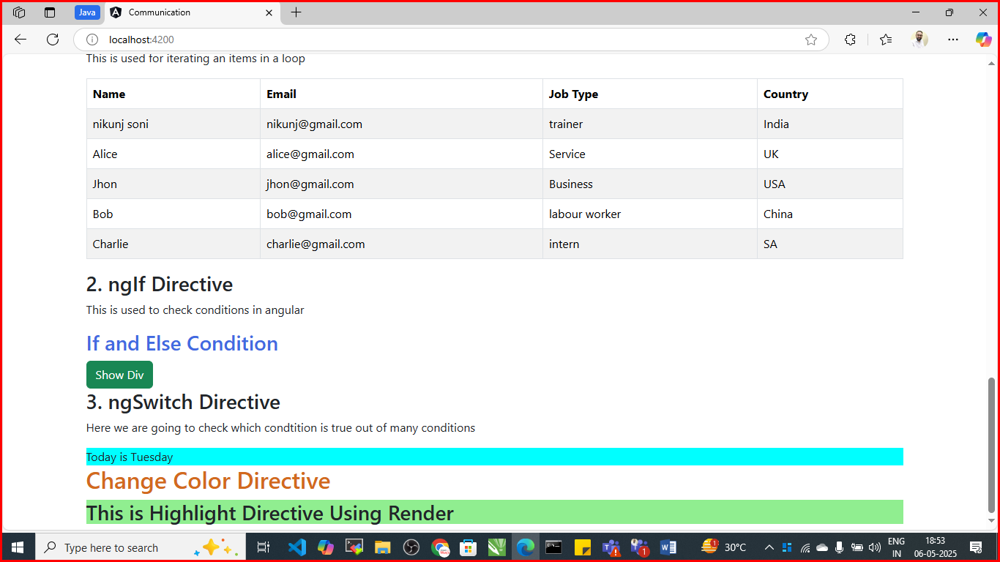 Java
Communication
localhost:4200
This is used for iterating an items in a loop
Name Email Job Type Country
nikunj soni nikunj@gmail.com trainer India
Alice alice@gmail.com Service UK
Jhon jhon@gmail.com Business USA
Bob bob@gmail.com labour worker China
Charlie charlie@gmail.com intern SA
2. ngIf Directive
This is used to check conditions in angular
If and Else Condition
Show Div
3. ngSwitch Directive
Here we are going to check which condtition is true out of many conditions
Today is Tuesday
Change Color Directive
This is Highlight Directive Using Render
Type here to search
1
1
30°C
ENG
IN
18:53
06-05-2025